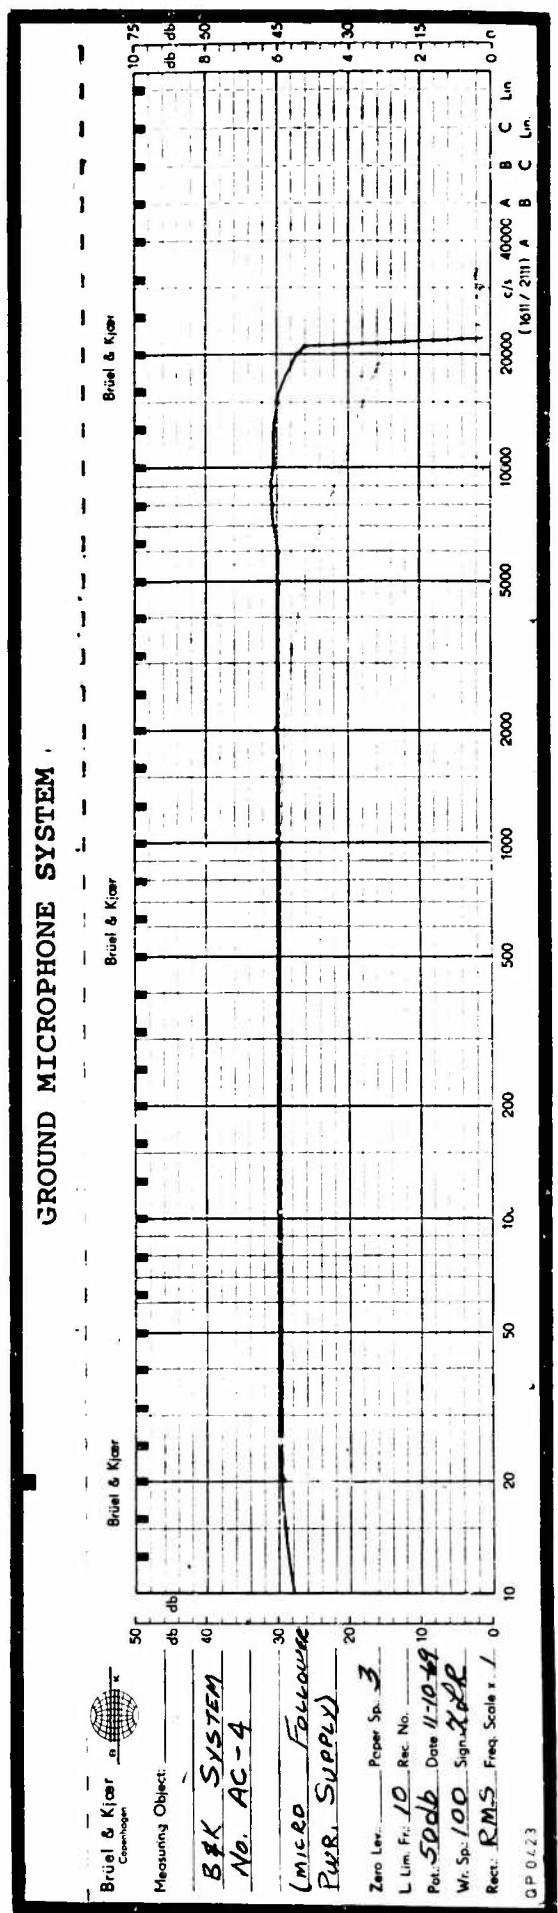 GROUND MICROPHONE SYSTEM
Brüel & Kjær
Brüel & Kjær
Brüel & Kjær
Brüel & Kjær
Copenhagen
B K
Measuring Object:
B&K SYSTEM
No. AC-4
(MICRO FOLLOWER
PWR. SUPPLY)
Zero Lev: Paper Sp. 3
L. Lim. Fr: 10 Rec. No.
Pot: 50db Date 11-10-69
Wr. Sp: 100 Sign.
Rect: RMS Freq. Scale x 1
QP 0423
50 40 30 20 10 0
db db
10-75 8-60 6-45 4-30 2-15 0-0
db db
10 20 50 100 200 500 1000 2000 5000 10000 20000 c/s 40000 A B C Lin
(1611/2111) A B C Lin.